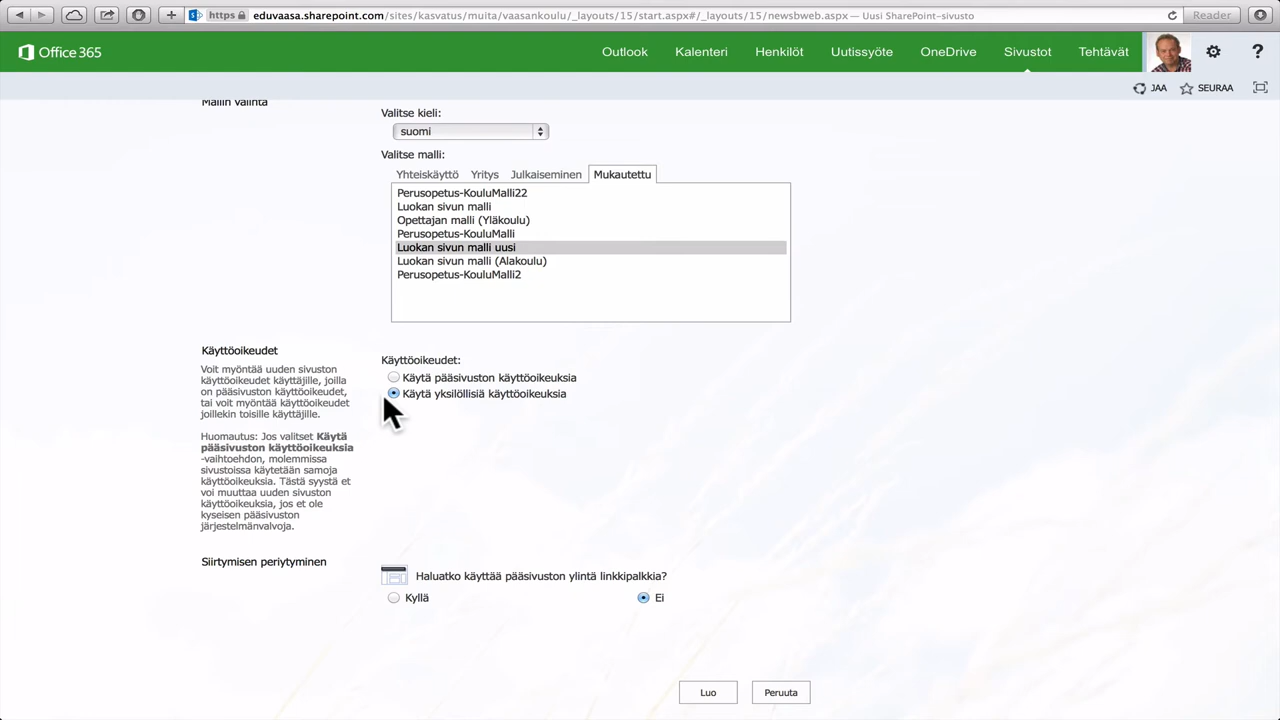 https eduvaasa.sharepoint.com/sites/kasvatus/muita/vaasankoulu/_layouts/15/start.aspx#/_layouts/15/newsbweb.aspx — Uusi SharePoint-sivusto Reader
Office 365 Outlook Kalenteri Henkilöt Uutissyöte OneDrive Sivustot Tehtävät ?
JAA SEURAA
Mallin valinta
Valitse kieli:
suomi
Valitse malli:
Yhteiskäyttö Yritys Julkaiseminen Mukautettu
Perusopetus-KouluMalli22
Luokan sivun malli
Opettajan malli (Yläkoulu)
Perusopetus-KouluMalli
Luokan sivun malli uusi
Luokan sivun malli (Alakoulu)
Perusopetus-KouluMalli2
Käyttöoikeudet
Voit myöntää uuden sivuston
käyttöoikeudet käyttäjille, joilla
on pääsivuston käyttöoikeudet,
tai voit myöntää käyttöoikeudet
joillekin toisille käyttäjille.
Huomautus: Jos valitset Käytä
pääsivuston käyttöoikeuksia
-vaihtoehdon, molemmissa
sivustoissa käytetään samoja
käyttöoikeuksia. Tästä syystä et
voi muuttaa uuden sivuston
käyttöoikeuksia, jos et ole
kyseisen pääsivuston
järjestelmänvalvoja.
Käyttöoikeudet:
Käytä pääsivuston käyttöoikeuksia
Käytä yksilöllisiä käyttöoikeuksia
Siirtymisen periytyminen
Haluatko käyttää pääsivuston ylintä linkkipalkkia?
Kyllä Ei
Luo Peruuta